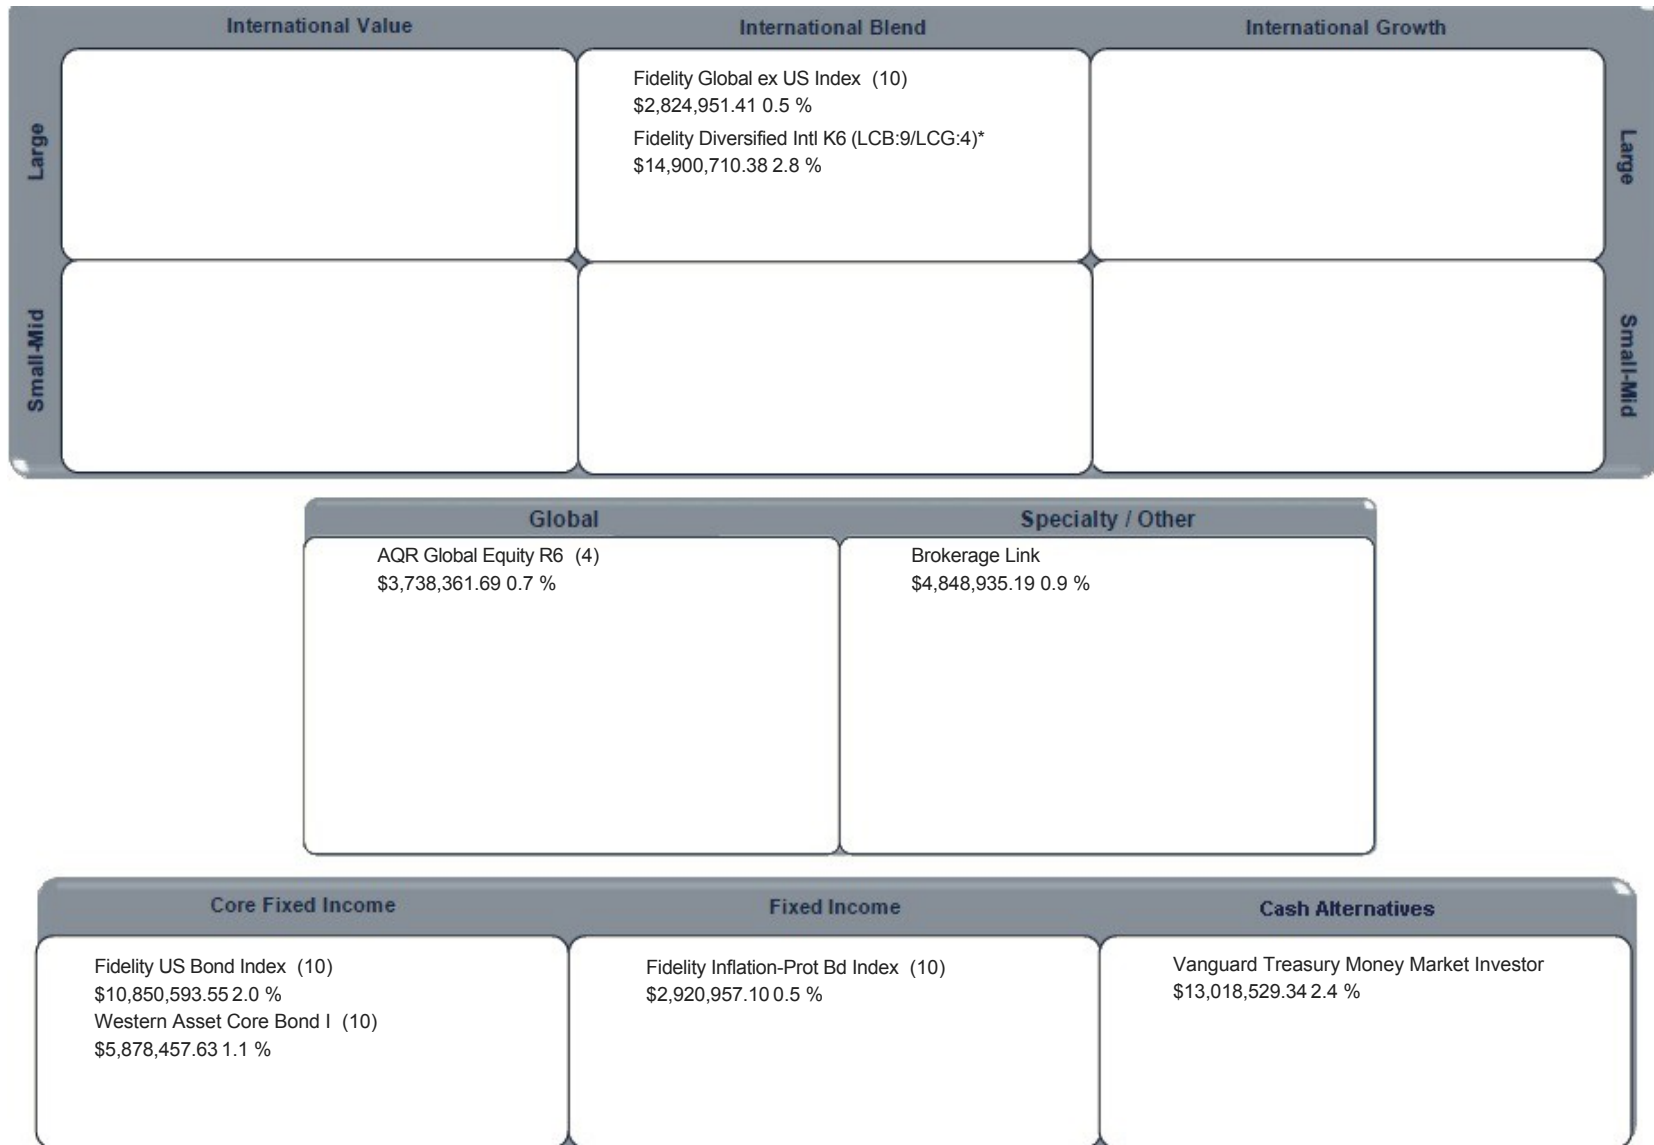 International Value
International Blend
International Growth
Large
Fidelity Global ex US Index (10)
$2,824,951.41 0.5 %
Fidelity Diversified Intl K6 (LCB:9/LCG:4)*
$14,900,710.38 2.8 %
Large
Small-Mid
Small-Mid
Global
Specialty / Other
AQR Global Equity R6 (4)
$3,738,361.69 0.7 %
Brokerage Link
$4,848,935.19 0.9 %
Core Fixed Income
Fixed Income
Cash Alternatives
Fidelity US Bond Index (10)
$10,850,593.55 2.0 %
Western Asset Core Bond I (10)
$5,878,457.63 1.1 %
Fidelity Inflation-Prot Bd Index (10)
$2,920,957.10 0.5 %
Vanguard Treasury Money Market Investor
$13,018,529.34 2.4 %